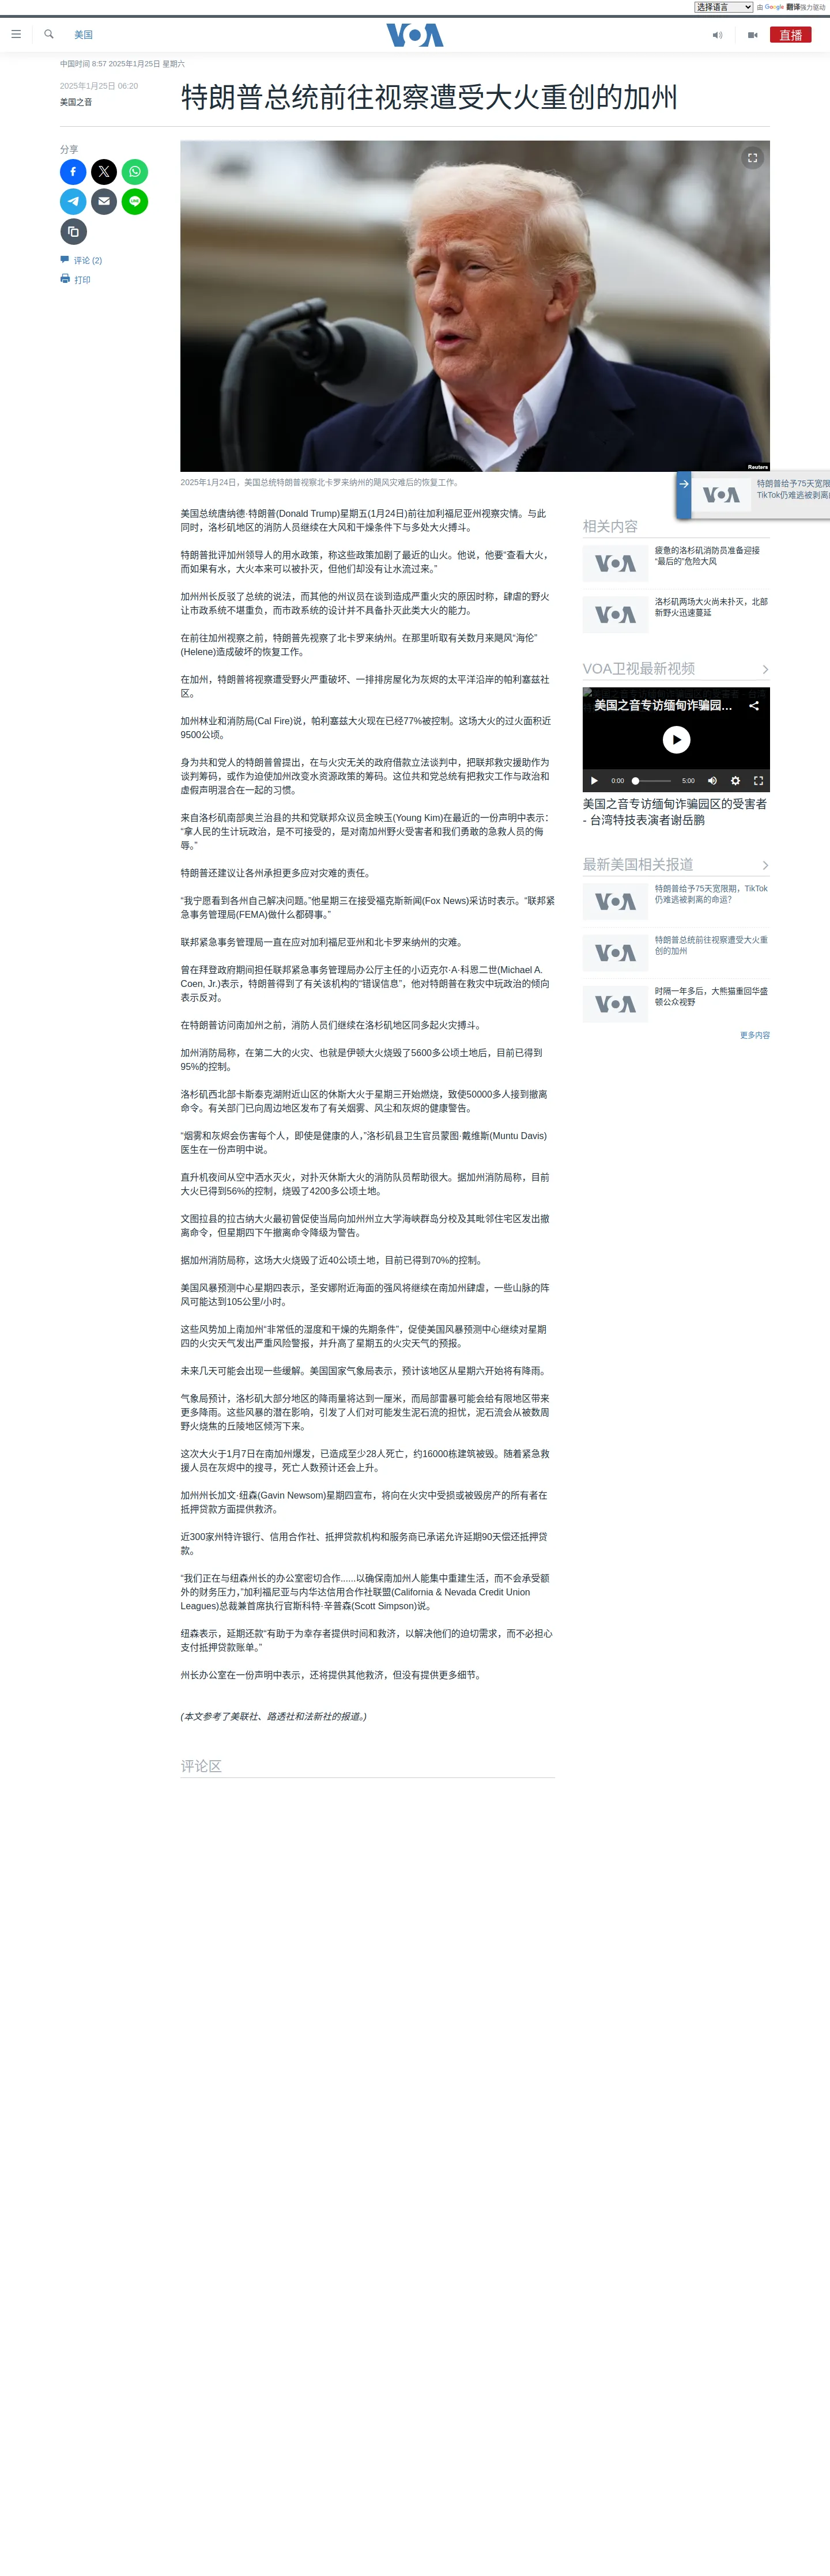 选择语言 由 Google 翻译强力驱动
美国
VOA
直播
中国时间 8:57 2025年1月25日 星期六
2025年1月25日 06:20
美国之音
特朗普总统前往视察遭受大火重创的加州
分享
评论 (2)
打印
Reuters
2025年1月24日，美国总统特朗普视察北卡罗来纳州的飓风灾难后的恢复工作。
美国总统唐纳德·特朗普(Donald Trump)星期五(1月24日)前往加利福尼亚州视察灾情。与此
同时，洛杉矶地区的消防人员继续在大风和干燥条件下与多处大火搏斗。
特朗普批评加州领导人的用水政策，称这些政策加剧了最近的山火。他说，他要“查看大火，
而如果有水，大火本来可以被扑灭，但他们却没有让水流过来。”
加州州长反驳了总统的说法，而其他的州议员在谈到造成严重火灾的原因时称，肆虐的野火
让市政系统不堪重负，而市政系统的设计并不具备扑灭此类大火的能力。
在前往加州视察之前，特朗普先视察了北卡罗来纳州。在那里听取有关数月来飓风“海伦”
(Helene)造成破坏的恢复工作。
在加州，特朗普将视察遭受野火严重破坏、一排排房屋化为灰烬的太平洋沿岸的帕利塞兹社
区。
加州林业和消防局(Cal Fire)说，帕利塞兹大火现在已经77%被控制。这场大火的过火面积近
9500公顷。
身为共和党人的特朗普曾提出，在与火灾无关的政府借款立法谈判中，把联邦救灾援助作为
谈判筹码，或作为迫使加州改变水资源政策的筹码。这位共和党总统有把救灾工作与政治和
虚假声明混合在一起的习惯。
来自洛杉矶南部奥兰治县的共和党联邦众议员金映玉(Young Kim)在最近的一份声明中表示：
“拿人民的生计玩政治，是不可接受的，是对南加州野火受害者和我们勇敢的急救人员的侮
辱。”
特朗普还建议让各州承担更多应对灾难的责任。
“我宁愿看到各州自己解决问题。”他星期三在接受福克斯新闻(Fox News)采访时表示。“联邦紧
急事务管理局(FEMA)做什么都碍事。”
联邦紧急事务管理局一直在应对加利福尼亚州和北卡罗来纳州的灾难。
曾在拜登政府期间担任联邦紧急事务管理局办公厅主任的小迈克尔·A·科恩二世(Michael A.
Coen, Jr.)表示，特朗普得到了有关该机构的“错误信息”，他对特朗普在救灾中玩政治的倾向
表示反对。
在特朗普访问南加州之前，消防人员们继续在洛杉矶地区同多起火灾搏斗。
加州消防局称，在第二大的火灾、也就是伊顿大火烧毁了5600多公顷土地后，目前已得到
95%的控制。
洛杉矶西北部卡斯泰克湖附近山区的休斯大火于星期三开始燃烧，致使50000多人接到撤离
命令。有关部门已向周边地区发布了有关烟雾、风尘和灰烬的健康警告。
“烟雾和灰烬会伤害每个人，即使是健康的人，”洛杉矶县卫生官员蒙图·戴维斯(Muntu Davis)
医生在一份声明中说。
直升机夜间从空中洒水灭火，对扑灭休斯大火的消防队员帮助很大。据加州消防局称，目前
大火已得到56%的控制，烧毁了4200多公顷土地。
文图拉县的拉古纳大火最初曾促使当局向加州州立大学海峡群岛分校及其毗邻住宅区发出撤
离命令，但星期四下午撤离命令降级为警告。
据加州消防局称，这场大火烧毁了近40公顷土地，目前已得到70%的控制。
美国风暴预测中心星期四表示，圣安娜附近海面的强风将继续在南加州肆虐，一些山脉的阵
风可能达到105公里/小时。
这些风势加上南加州“非常低的湿度和干燥的先期条件”，促使美国风暴预测中心继续对星期
四的火灾天气发出严重风险警报，并升高了星期五的火灾天气的预报。
未来几天可能会出现一些缓解。美国国家气象局表示，预计该地区从星期六开始将有降雨。
气象局预计，洛杉矶大部分地区的降雨量将达到一厘米，而局部雷暴可能会给有限地区带来
更多降雨。这些风暴的潜在影响，引发了人们对可能发生泥石流的担忧，泥石流会从被数周
野火烧焦的丘陵地区倾泻下来。
这次大火于1月7日在南加州爆发，已造成至少28人死亡，约16000栋建筑被毁。随着紧急救
援人员在灰烬中的搜寻，死亡人数预计还会上升。
加州州长加文·纽森(Gavin Newsom)星期四宣布，将向在火灾中受损或被毁房产的所有者在
抵押贷款方面提供救济。
近300家州特许银行、信用合作社、抵押贷款机构和服务商已承诺允许延期90天偿还抵押贷
款。
“我们正在与纽森州长的办公室密切合作......以确保南加州人能集中重建生活，而不会承受额
外的财务压力，”加利福尼亚与内华达信用合作社联盟(California & Nevada Credit Union
Leagues)总裁兼首席执行官斯科特·辛普森(Scott Simpson)说。
纽森表示，延期还款“有助于为幸存者提供时间和救济，以解决他们的迫切需求，而不必担心
支付抵押贷款账单。”
州长办公室在一份声明中表示，还将提供其他救济，但没有提供更多细节。
(本文参考了美联社、路透社和法新社的报道。)
评论区
VOA
特朗普给予75天宽限
TikTok仍难逃被剥离
相关内容
VOA
疲惫的洛杉矶消防员准备迎接
“最后的”危险大风
VOA
洛杉矶两场大火尚未扑灭，北部
新野火迅速蔓延
VOA卫视最新视频
美国之音专访缅甸诈骗园...
0:00
5:00
美国之音专访缅甸诈骗园区的受害者
- 台湾特技表演者谢岳鹏
最新美国相关报道
VOA
特朗普给予75天宽限期，TikTok
仍难逃被剥离的命运？
VOA
特朗普总统前往视察遭受大火重
创的加州
VOA
时隔一年多后，大熊猫重回华盛
顿公众视野
更多内容